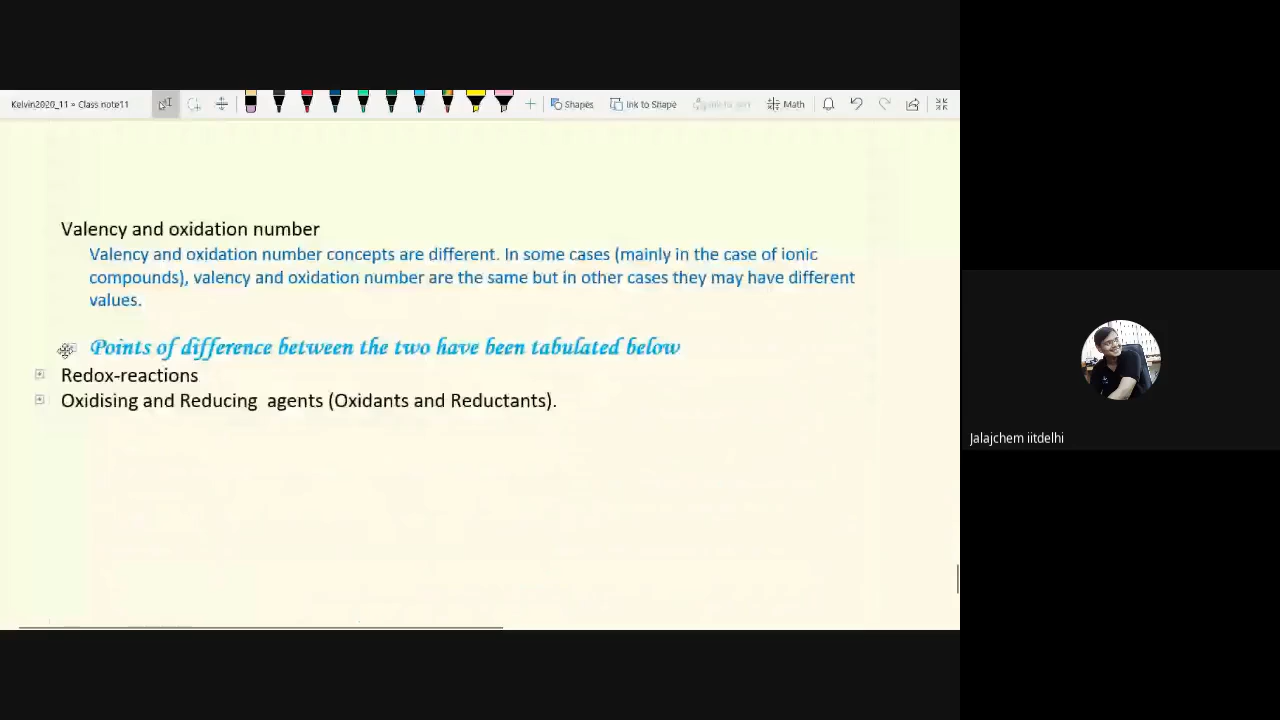 Kelvin2020_11 » Class note11
Shapes
Ink to Shape
Math
Valency and oxidation number
Valency and oxidation number concepts are different. In some cases (mainly in the case of ionic
compounds), valency and oxidation number are the same but in other cases they may have different
values.
Points of difference between the two have been tabulated below
Redox-reactions
Oxidising and Reducing  agents (Oxidants and Reductants).
Jalajchem iitdelhi